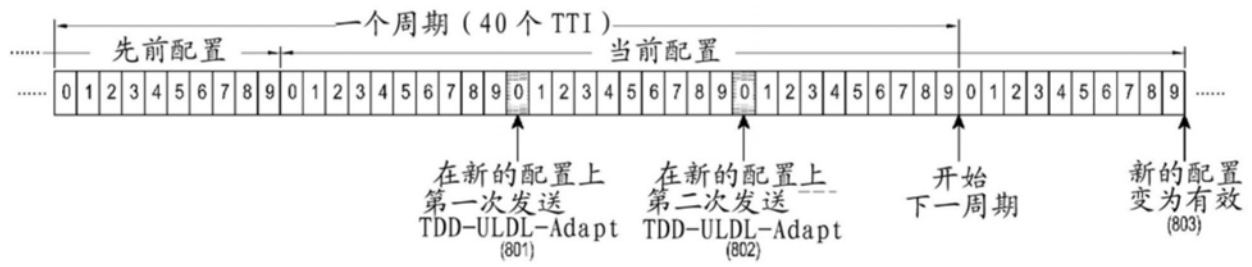 一个周期 ( 40 个 TTI )
...... 先前配置 当前配置
...... 0 1 2 3 4 5 6 7 8 9 0 1 2 3 4 5 6 7 8 9 0 1 2 3 4 5 6 7 8 9 0 1 2 3 4 5 6 7 8 9 0 1 2 3 4 5 6 7 8 9 ......
在新的配置上
第一次发送
TDD-ULDL-Adapt
(801)
在新的配置上
第二次发送
TDD-ULDL-Adapt
(802)
开始
下一周期
新的配置
变为有效
(803)